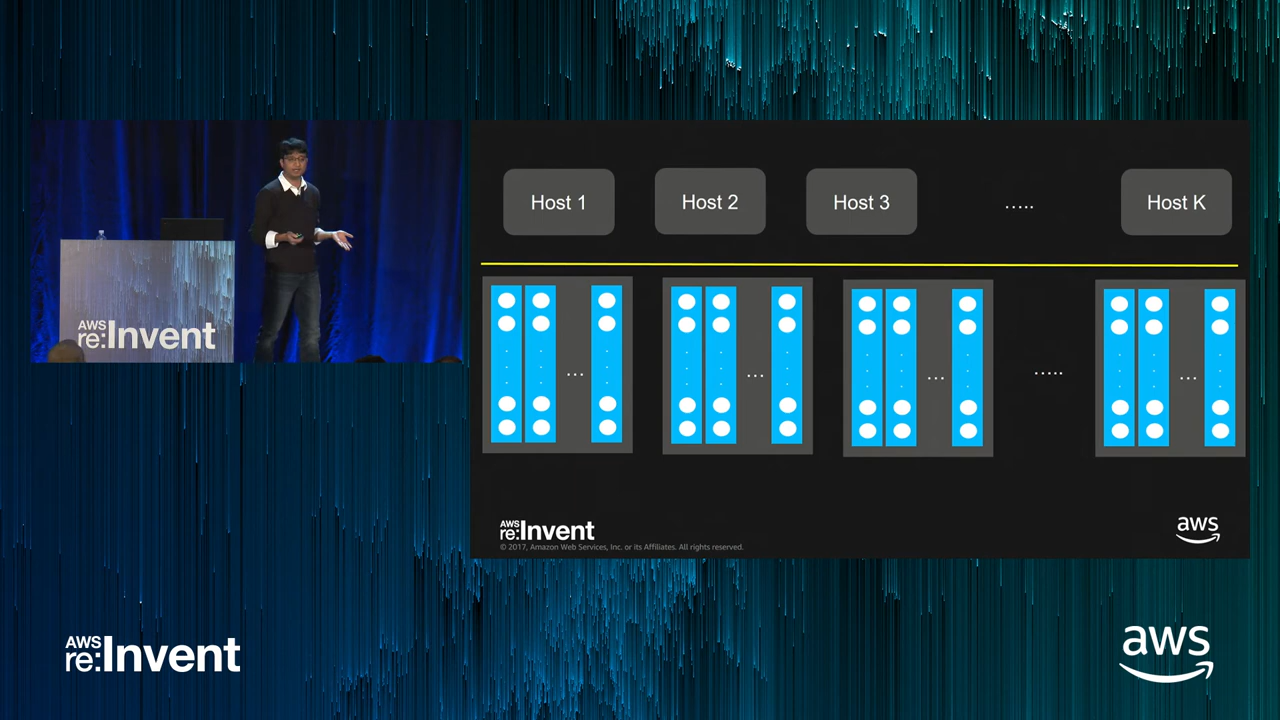 AWS
re:Invent
Host 1
Host 2
Host 3
.....
Host K
...
...
...
.....
...
AWS
re:Invent
© 2017, Amazon Web Services, Inc. or its Affiliates. All rights reserved.
aws
AWS
re:Invent
aws